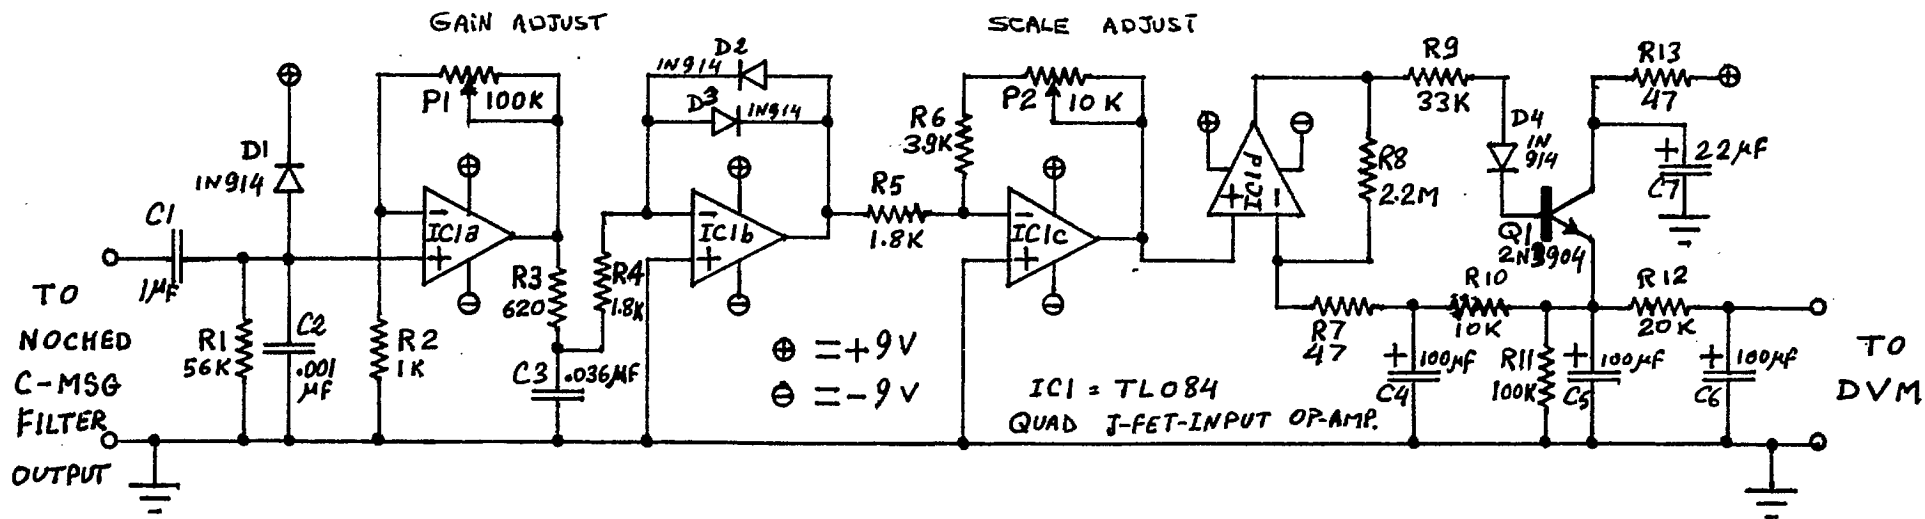 GAIN ADJUST
SCALE ADJUST
P1
100K
D2
1N914
D3
1N914
P2
10K
R6
39K
R9
33K
R13
47
D4
1N
914
+ 22µF
C7
D1
1N914
C1
1µF
- IC1a +
- IC1b +
R5
1.8K
- IC1c +
+ IC1d -
R8
2.2M
Q1
2N3904
TO
NOCHED
C-MSG
FILTER
OUTPUT
R1
56K
C2
.001
µF
R2
1K
R3
620
R4
1.8K
C3
.036µF
⊕ = +9V
⊖ = -9V
IC1 = TL084
QUAD J-FET-INPUT OP-AMP.
R7
47
R10
10K
R12
20K
+ 100µF
C4
R11
100K
+ 100µF
C5
+ 100µF
C6
TO
DVM